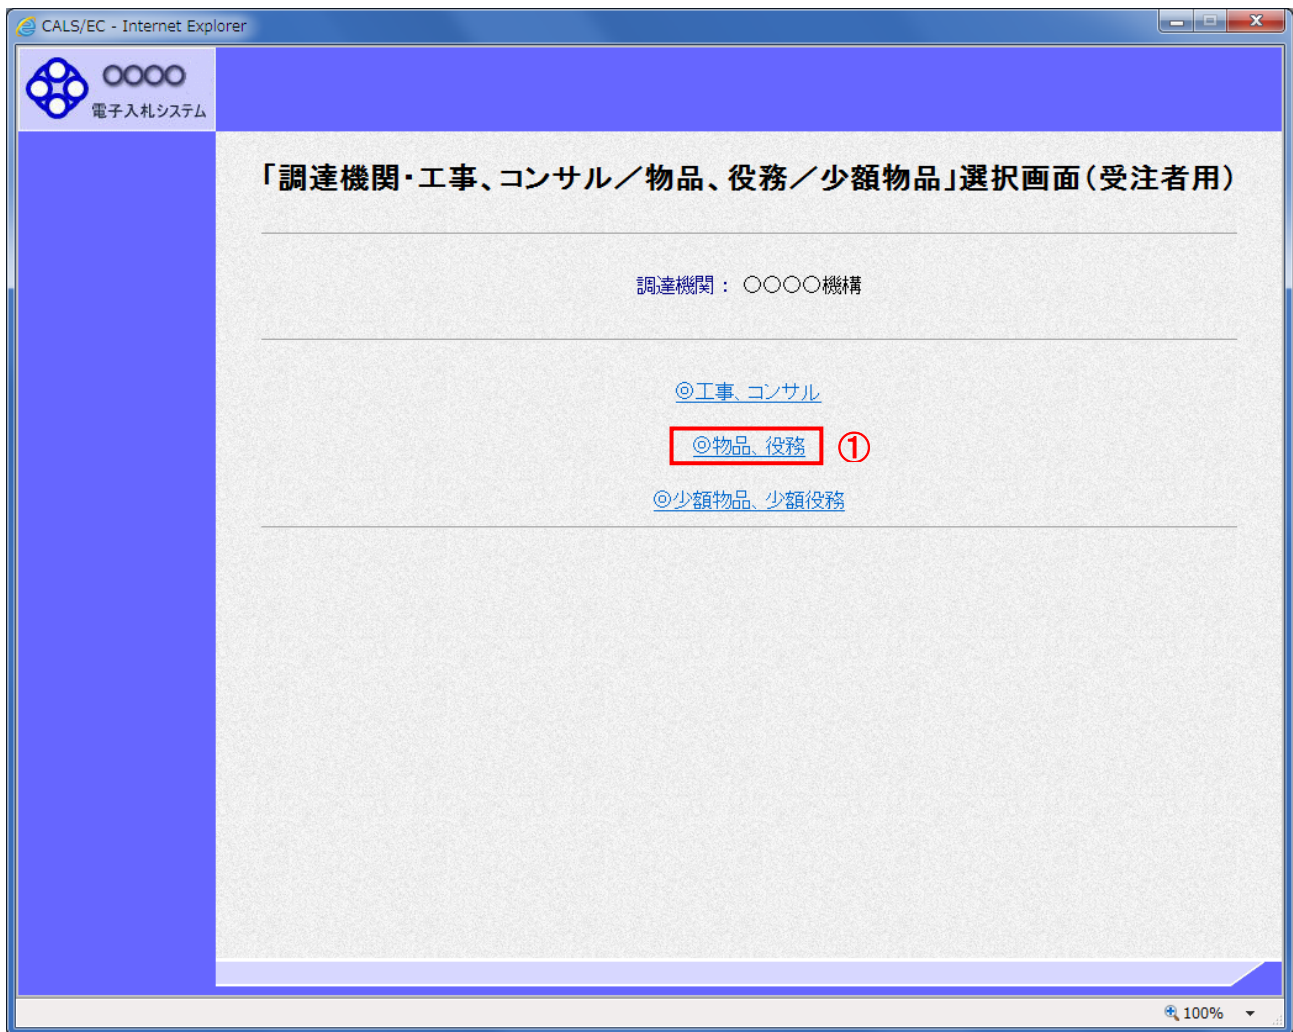 CALS/EC - Internet Explorer
○○○○
電子入札システム
「調達機関・工事、コンサル／物品、役務／少額物品」選択画面（受注者用）
調達機関： ○○○○機構
◎工事、コンサル
◎物品、役務 ①
◎少額物品、少額役務
100%